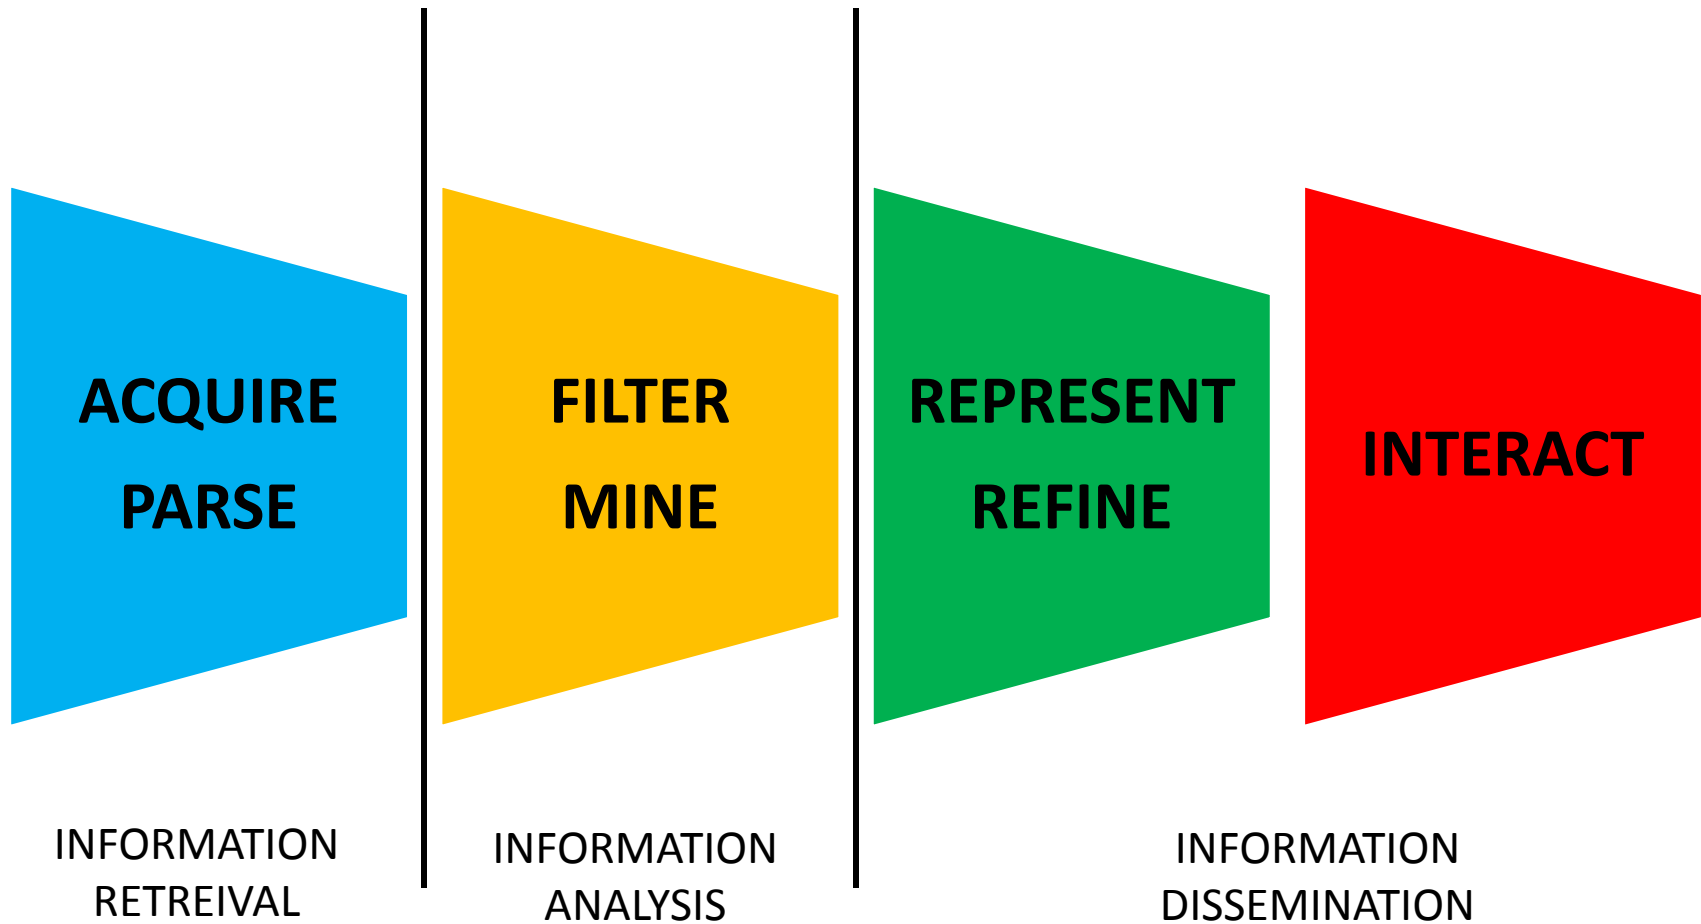 ACQUIRE
PARSE
FILTER
MINE
REPRESENT
REFINE
INTERACT
INFORMATION
RETREIVAL
INFORMATION
ANALYSIS
INFORMATION
DISSEMINATION